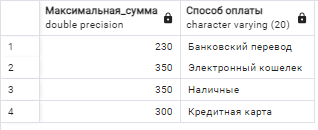 Максимальная_сумма Способ оплаты
double precision character varying (20)
1 230 Банковский перевод
2 350 Электронный кошелек
3 350 Наличные
4 300 Кредитная карта